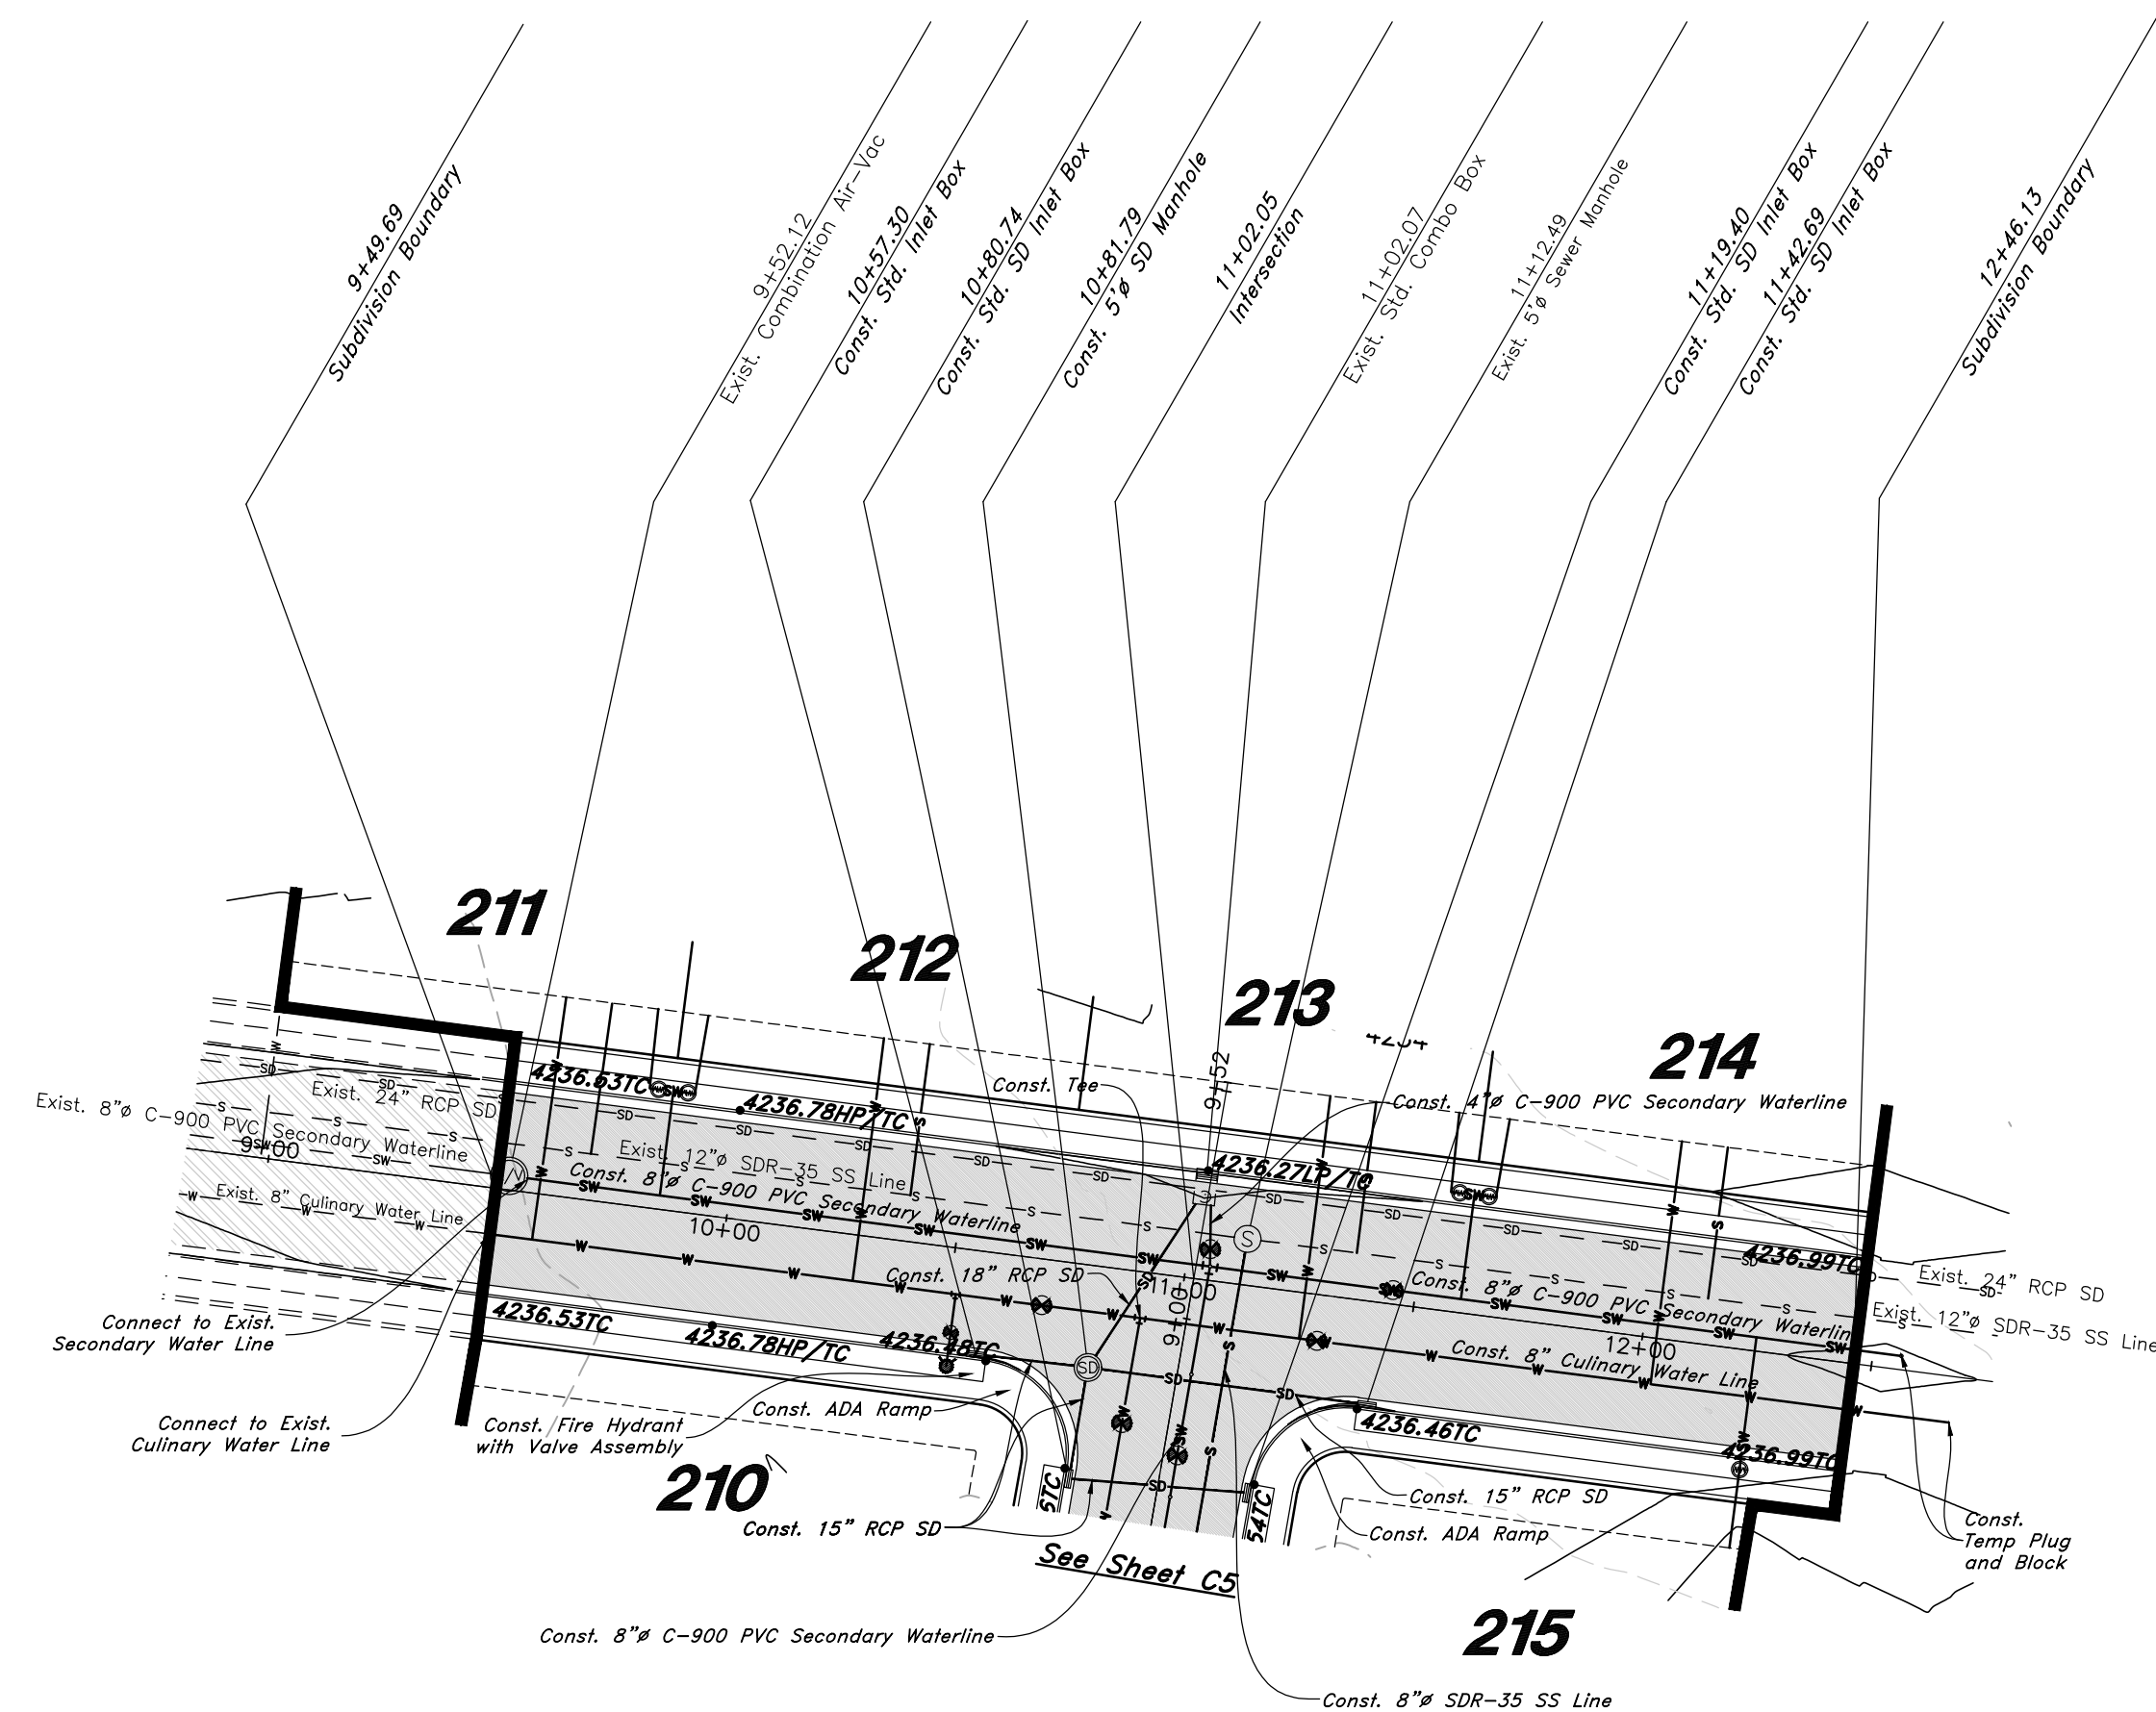 9+49.69
Subdivision Boundary
9+52.12
Exist. Combination Air-Vac
10+57.30
Const. Std. Inlet Box
10+80.74
Const. Std. SD Inlet Box
10+81.79
Const. 5'ø SD Manhole
11+02.05
Intersection
11+02.07
Exist. Std. Combo Box
11+12.49
Exist. 5'ø Sewer Manhole
11+19.40
Const. Std. SD Inlet Box
11+42.69
Const. Std. SD Inlet Box
12+46.13
Subdivision Boundary
211
212
213
214
9+52
Const. Tee
Const. 4"ø C-900 PVC Secondary Waterline
4236.53TC
4236.78HP/TC
4236.27LP/TC
4236.99TC
Exist. 24" RCP SD
Exist. 8"ø C-900 PVC Secondary Waterline
9+00
Exist. 8" Culinary Water Line
Exist. 12"ø SDR-35 SS Line
Const. 8"ø C-900 PVC Secondary Waterline
10+00
Const. 18" RCP SD
11+00
9+00
Const. 8"ø C-900 PVC Secondary Waterline
12+00
Const. 8" Culinary Water Line
Exist. 24" RCP SD
Exist. 12"ø SDR-35 SS Line
Connect to Exist.
Secondary Water Line
4236.53TC
4236.78HP/TC
4236.48TC
4236.46TC
4236.99TC
Connect to Exist.
Culinary Water Line
Const. Fire Hydrant
with Valve Assembly
Const. ADA Ramp
210
Const. 15" RCP SD
6TC
54TC
Const. 15" RCP SD
Const. ADA Ramp
Const.
Temp Plug
and Block
See Sheet C5
Const. 8"ø C-900 PVC Secondary Waterline
215
Const. 8"ø SDR-35 SS Line